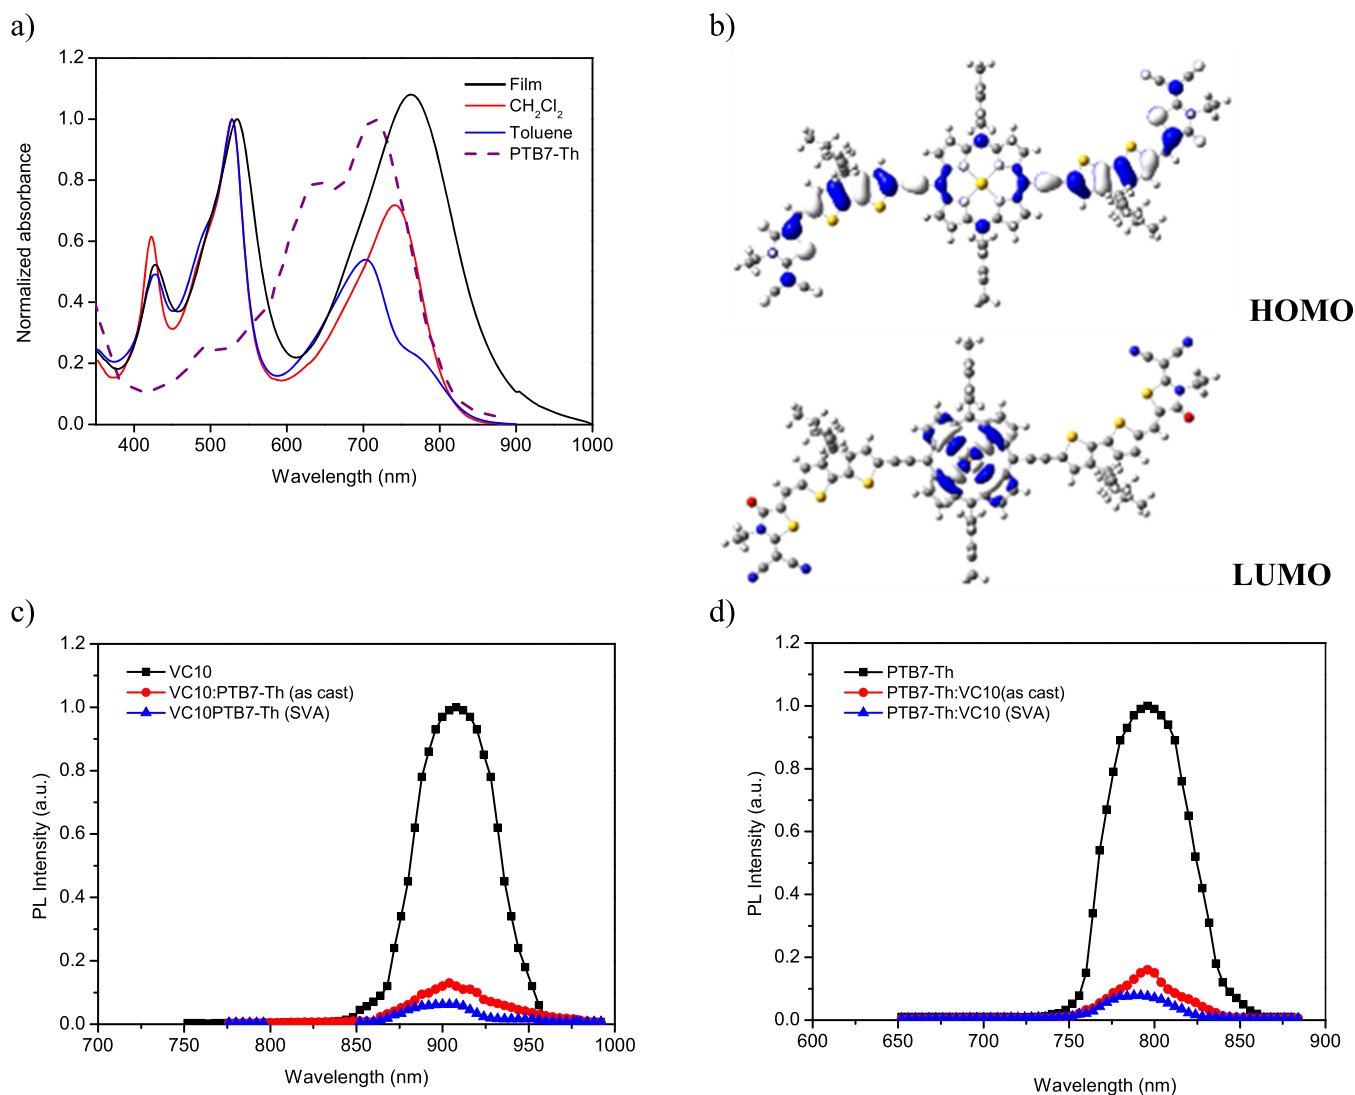 a)
1.2
1.0
0.8
0.6
0.4
0.2
0.0
400 500 600 700 800 900 1000
Normalized absorbance
Wavelength (nm)
Film
CH2Cl2
Toluene
PTB7-Th
b)
HOMO
LUMO
c)
1.2
1.0
0.8
0.6
0.4
0.2
0.0
700 750 800 850 900 950 1000
PL Intensity (a.u.)
Wavelength (nm)
VC10
VC10:PTB7-Th (as cast)
VC10PTB7-Th (SVA)
d)
1.2
1.0
0.8
0.6
0.4
0.2
0.0
600 650 700 750 800 850 900
PL Intensity (a.u.)
Wavelength (nm)
PTB7-Th
PTB7-Th:VC10(as cast)
PTB7-Th:VC10 (SVA)